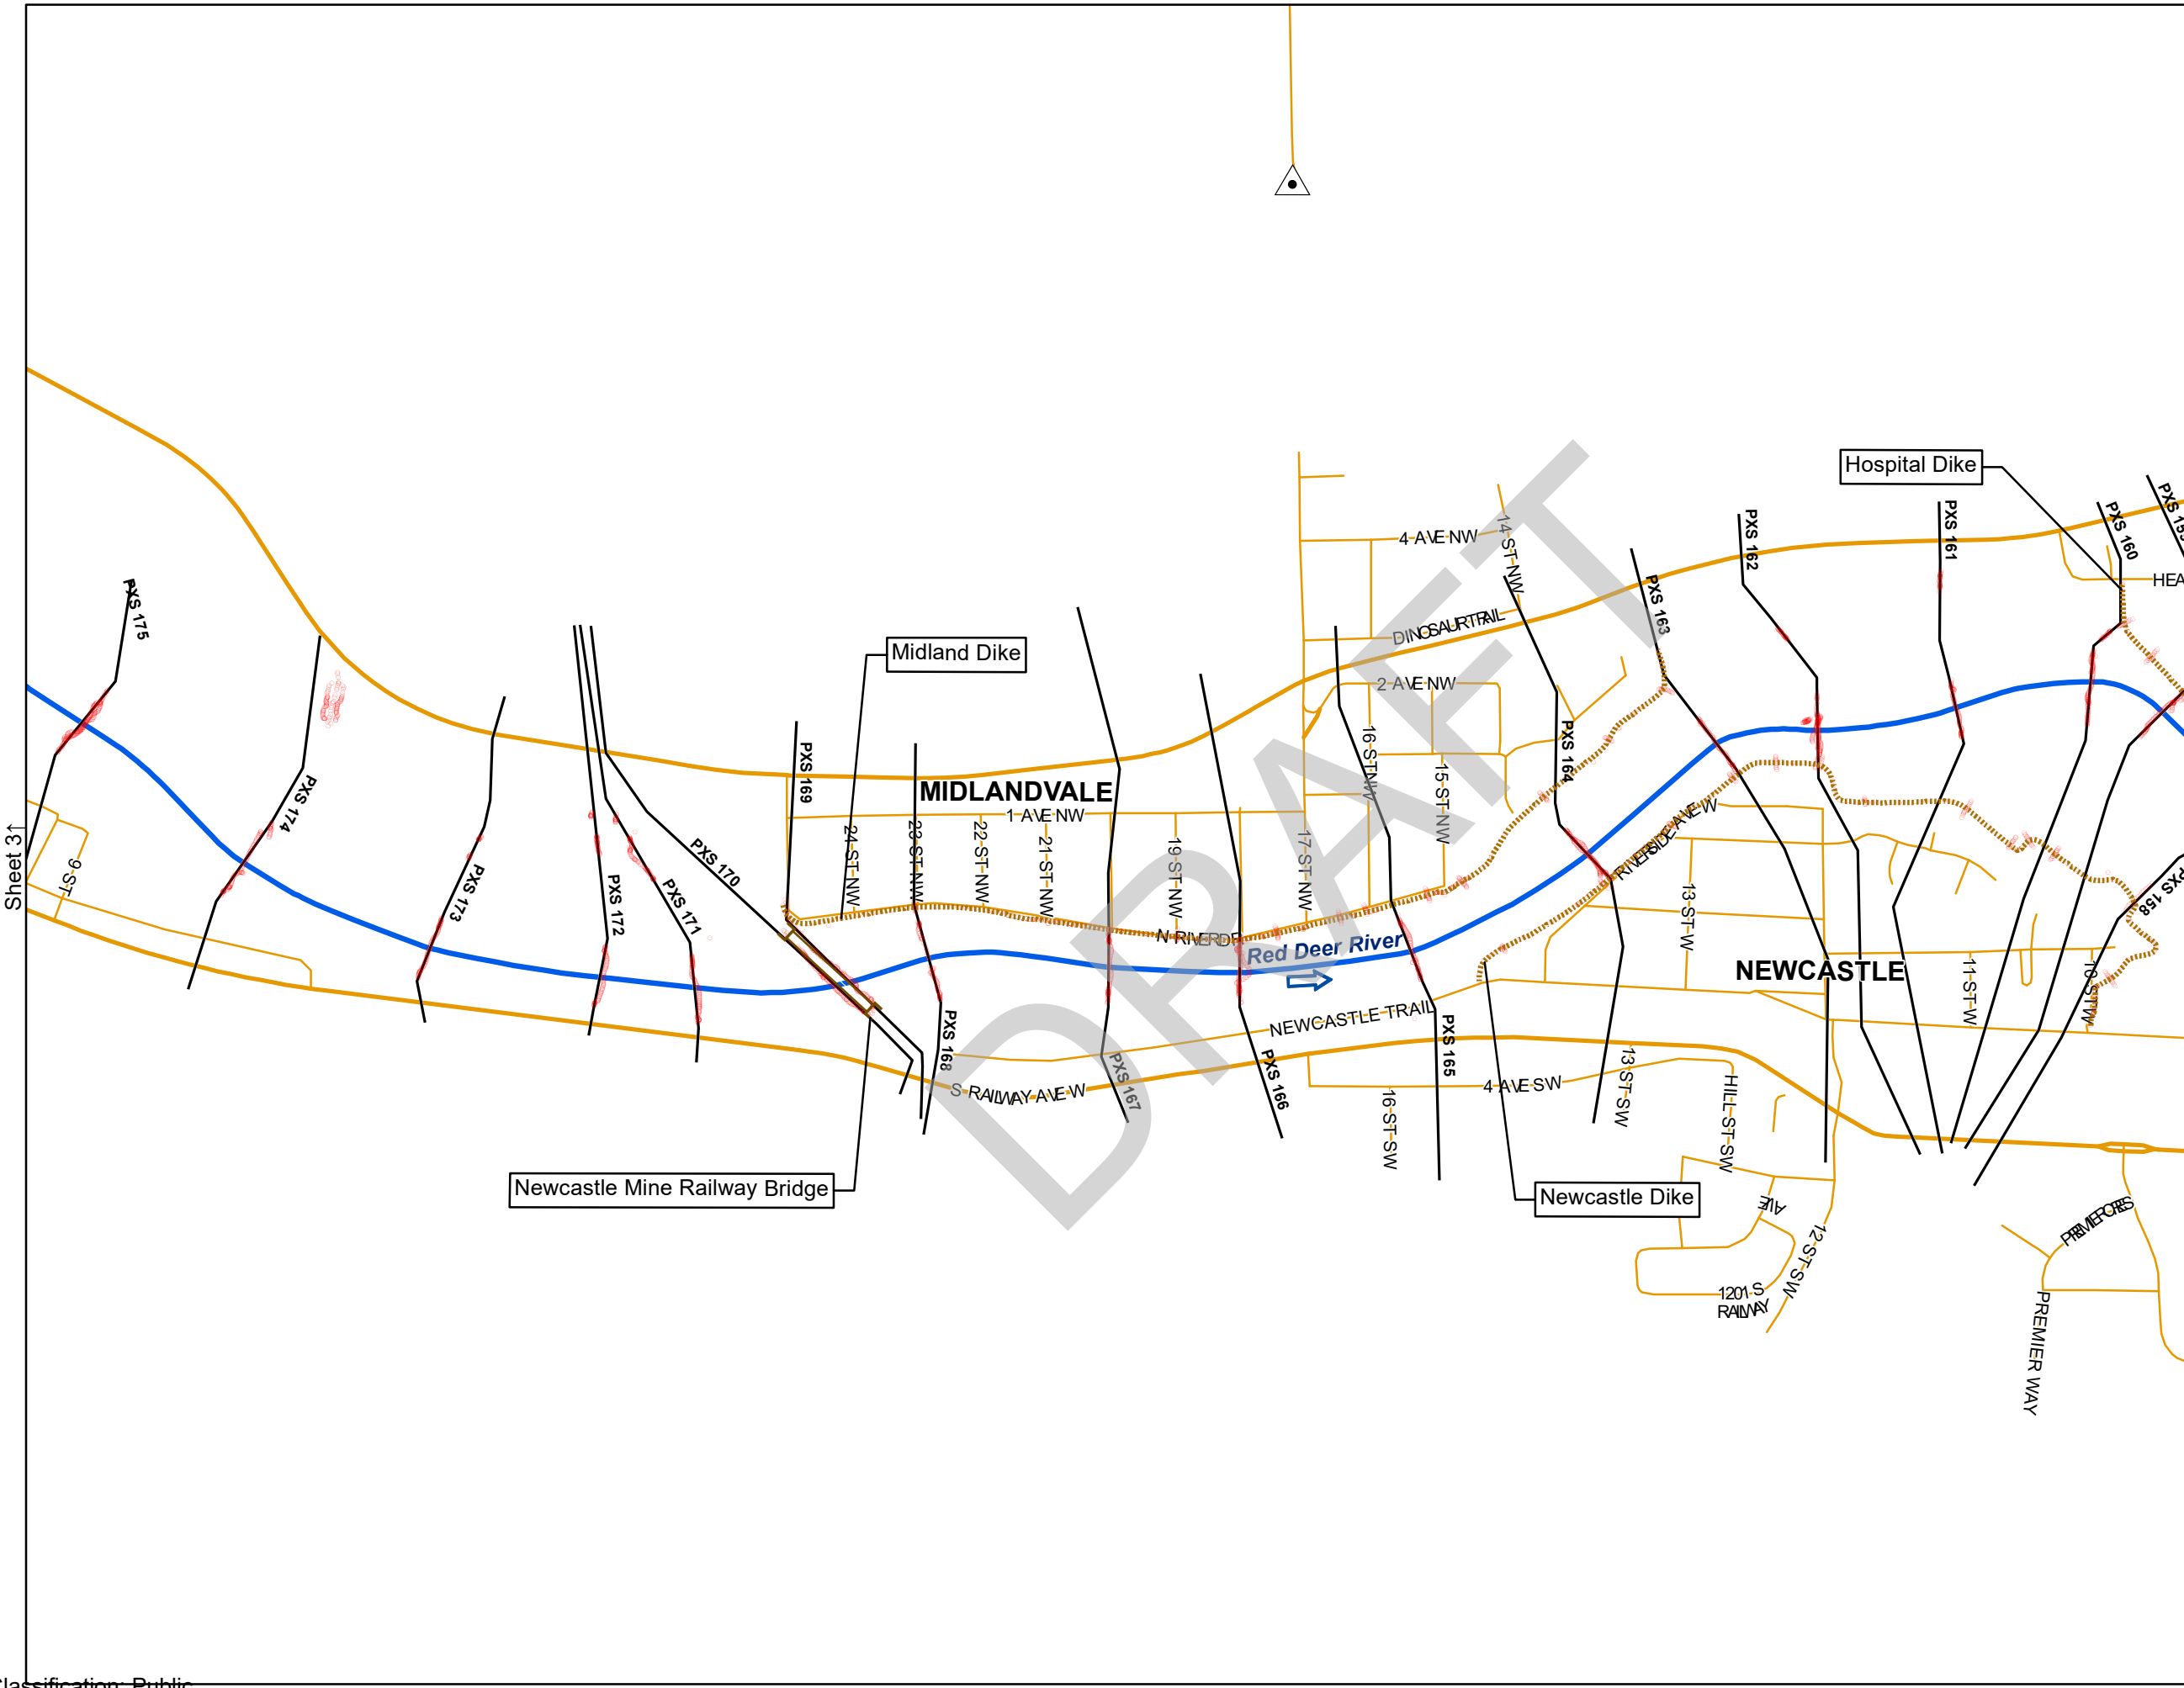 Hospital Dike
PXS 159
PXS 160
PXS 161
PXS 162
4 AVE NW
14 ST NW
HEA
PXS 175
PXS 163
DINOSAUR TRAIL
Midland Dike
2 AVE NW
PXS 164
16 ST NW
15 ST NW
PXS 169
MIDLANDVALE
1 AVE NW
PXS 174
RIVERSIDE AVE W
Sheet 3↑
9 ST
24 ST NW
23 ST NW
22 ST NW
21 ST NW
19 ST NW
17 ST NW
PXS 170
PXS 173
PXS 172
PXS 171
PXS 158
13 ST W
N RIVER DR
Red Deer River
NEWCASTLE
11 ST W
10 ST W
NEWCASTLE TRAIL
PXS 168
PXS 167
PXS 166
PXS 165
S RAILWAY AVE W
4 AVE SW
13 ST SW
16 ST SW
HILL ST SW
Newcastle Mine Railway Bridge
Newcastle Dike
AVE
12 ST SW
PREMIER CRES
1201 S
RAILWAY
PREMIER WAY
DRAFT
Classification: Public